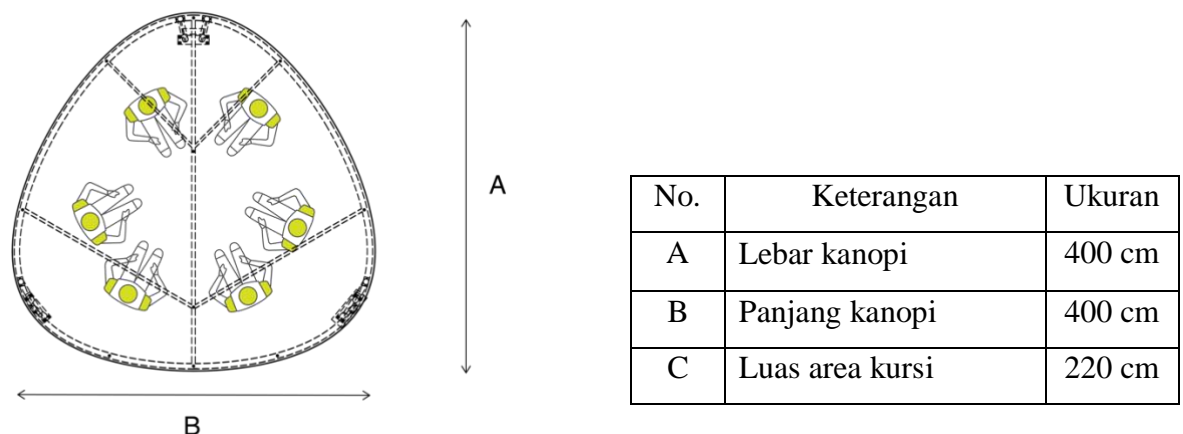 A
B
No. Keterangan Ukuran
A Lebar kanopi 400 cm
B Panjang kanopi 400 cm
C Luas area kursi 220 cm